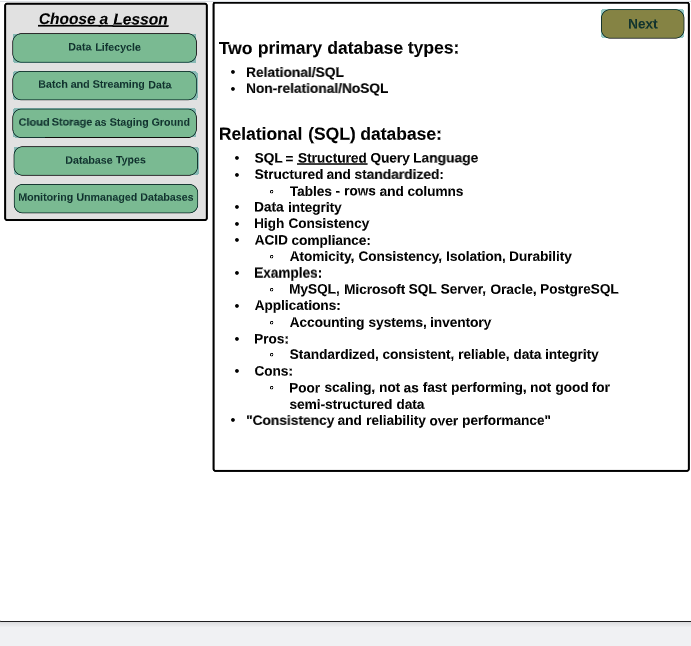 Choose a Lesson
Data Lifecycle
Batch and Streaming Data
Cloud Storage as Staging Ground
Database Types
Monitoring Unmanaged Databases
Next
Two primary database types:
• Relational/SQL
• Non-relational/NoSQL
Relational (SQL) database:
• SQL = Structured Query Language
• Structured and standardized:
◦ Tables - rows and columns
• Data integrity
• High Consistency
• ACID compliance:
◦ Atomicity, Consistency, Isolation, Durability
• Examples:
◦ MySQL, Microsoft SQL Server, Oracle, PostgreSQL
• Applications:
◦ Accounting systems, inventory
• Pros:
◦ Standardized, consistent, reliable, data integrity
• Cons:
◦ Poor scaling, not as fast performing, not good for
semi-structured data
• "Consistency and reliability over performance"